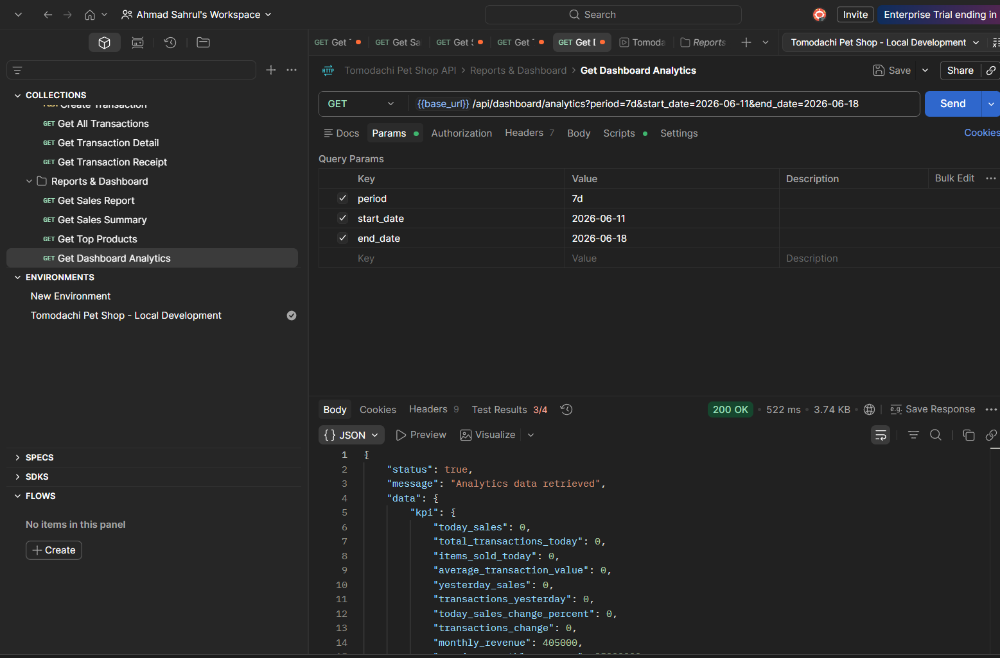 Ahmad Sahrul's Workspace
Search
Invite
Enterprise Trial ending in
GET Get
GET Get Sa
GET Get
GET Get
GET Get
Tomoda
Reports
Tomodachi Pet Shop - Local Development
HTTP Tomodachi Pet Shop API > Reports & Dashboard > Get Dashboard Analytics
Save
Share
COLLECTIONS
Create Transaction
GET Get All Transactions
GET Get Transaction Detail
GET Get Transaction Receipt
Reports & Dashboard
GET Get Sales Report
GET Get Sales Summary
GET Get Top Products
GET Get Dashboard Analytics
ENVIRONMENTS
New Environment
Tomodachi Pet Shop - Local Development
SPECS
SDKS
FLOWS
No items in this panel
Create
GET
{{base_url}} /api/dashboard/analytics?period=7d&start_date=2026-06-11&end_date=2026-06-18
Send
Docs
Params
Authorization
Headers 7
Body
Scripts
Settings
Cookies
Query Params
Key Value Description Bulk Edit
period 7d
start_date 2026-06-11
end_date 2026-06-18
Key Value Description
Body
Cookies
Headers 9
Test Results 3/4
200 OK
522 ms
3.74 KB
e.g. Save Response
{} JSON
Preview
Visualize
1 {
2 "status": true,
3 "message": "Analytics data retrieved",
4 "data": {
5 "kpi": {
6 "today_sales": 0,
7 "total_transactions_today": 0,
8 "items_sold_today": 0,
9 "average_transaction_value": 0,
10 "yesterday_sales": 0,
11 "transactions_yesterday": 0,
12 "today_sales_change_percent": 0,
13 "transactions_change": 0,
14 "monthly_revenue": 405000,